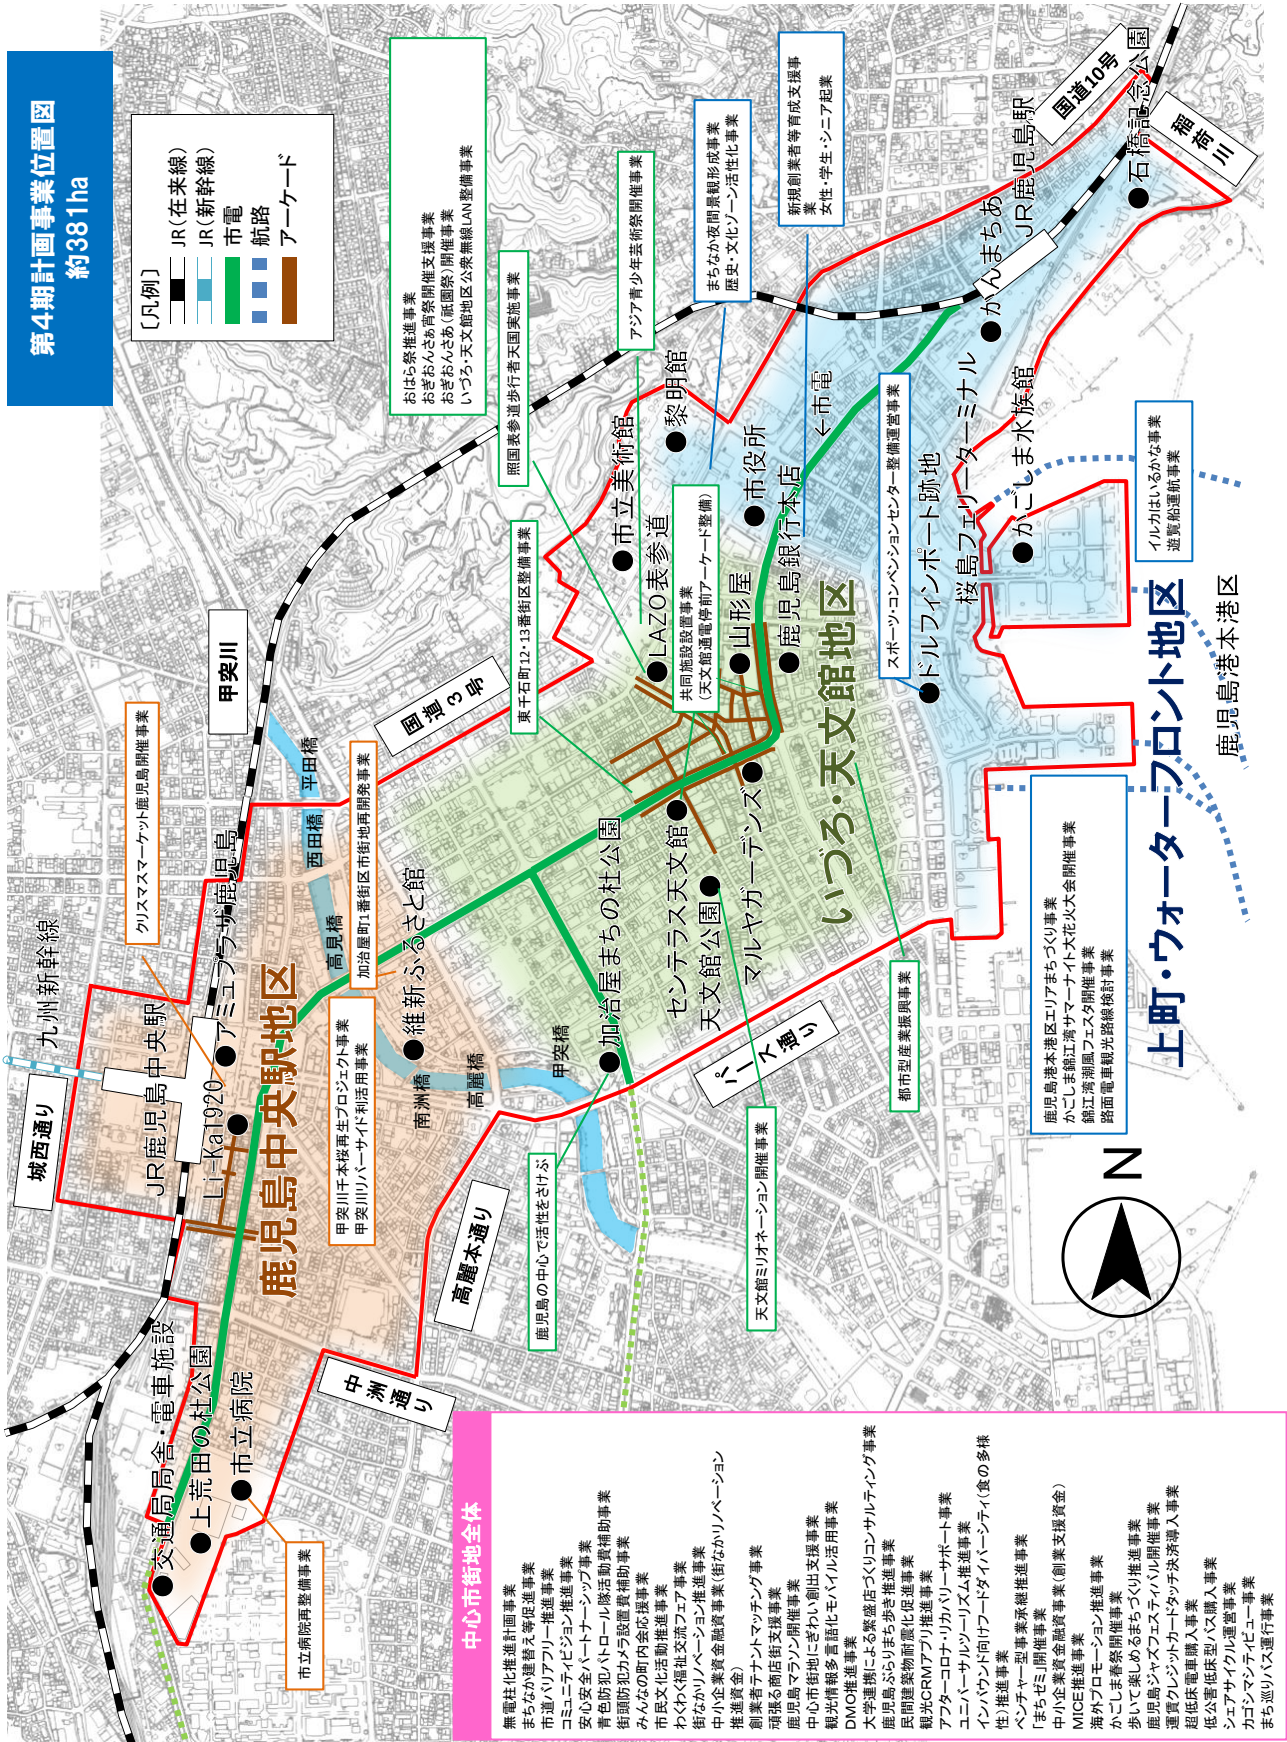 第4期計画事業位置図
約381ha
[凡例]
JR(在来線)
JR(新幹線)
市電
航路
アーケード
おはら祭推進事業
おぎおんさぁ宵祭開催支援事業
おぎおんさあ(祇園祭)開催事業
いづろ・天文館地区公衆無線LAN整備事業
照国表参道歩行者天国実施事業
アジア青少年芸術祭開催事業
まちなか夜間景観形成事業
歴史・文化ゾーン活性化事業
新規創業者等育成支援事
業
女性・学生・シニア起業
国道10号
稲荷川
石橋記念公園
JR鹿児島駅
かんまちあ
黎明館
市立美術館
市役所
←市電
鹿児島銀行本店
LAZO表参道
山形屋
東千石町12・13番街区整備事業
共同施設設置事業
(天文館通電停前アーケード整備)
スポーツ・コンベンションセンター整備運営事業
ドルフィンポート跡地
桜島フェリーターミナル
かごしま水族館
イルカはいるかな事業
遊覧船運航事業
鹿児島港本港区
上町・ウォーターフロント地区
いづろ・天文館地区
甲突川
国道3号
クリスマスマーケット鹿児島開催事業
平田橋
西田橋
高見橋
加治屋町1番街区市街地再開発事業
維新ふるさと館
九州新幹線
アミュプラザ鹿児島
JR鹿児島中央駅
Li-Ka1920
鹿児島中央駅地区
城西通り
甲突川千本桜再生プロジェクト事業
甲突川リバーサイド利活用事業
南洲橋
高麗橋
甲突橋
加治屋まちの杜公園
センテラス天文館
天文館公園
マルヤガーデンズ
パース通り
都市型産業振興事業
鹿児島港本港区エリアまちづくり事業
かごしま錦江湾サマーナイト大花火大会開催事業
錦江湾潮風フェスタ開催事業
路面電車観光路線検討事業
鹿児島の中心で活性をさけぶ
天文館ミリオネーション開催事業
N
高麗本通り
中洲通り
交通局局舎・電車施設
上荒田の杜公園
市立病院
市立病院再整備事業
中心市街地全体
無電柱化推進計画事業
まちなか建替え等促進事業
市道バリアフリー推進事業
コミュニティビジョン推進事業
安心安全パートナーシップ事業
青色防犯パトロール隊活動費補助事業
街頭防犯カメラ設置費補助事業
みんなの町内会応援事業
市民文化活動推進事業
わくわく福祉交流フェア事業
街なかリノベーション推進事業
中小企業資金融資事業(街なかリノベーション
推進資金)
創業者テナントマッチング事業
頑張る商店街支援事業
鹿児島マラソン開催事業
中心市街地にぎわい創出支援事業
観光情報多言語化モバイル活用事業
DMO推進事業
大学連携による繁盛店づくりコンサルティング事業
鹿児島ぶらりまち歩き推進事業
民間建築物耐震化促進事業
観光CRMアプリ推進事業
アフターコロナ・リカバリーサポート事業
ユニバーサルツーリズム推進事業
インバウンド向けフードダイバーシティ(食の多様
性)推進事業
ベンチャー型事業承継推進事業
「まちゼミ」開催事業
中小企業資金融資事業(創業支援資金)
MICE推進事業
海外プロモーション推進事業
かごしま春祭開催事業
歩いて楽しめるまちづくり推進事業
鹿児島ジャズフェスティバル開催事業
運賃クレジットカードタッチ決済導入事業
超低床電車購入事業
低公害低床型バス購入事業
シェアサイクル運営事業
カゴシマシティビュー事業
まち巡りバス運行事業